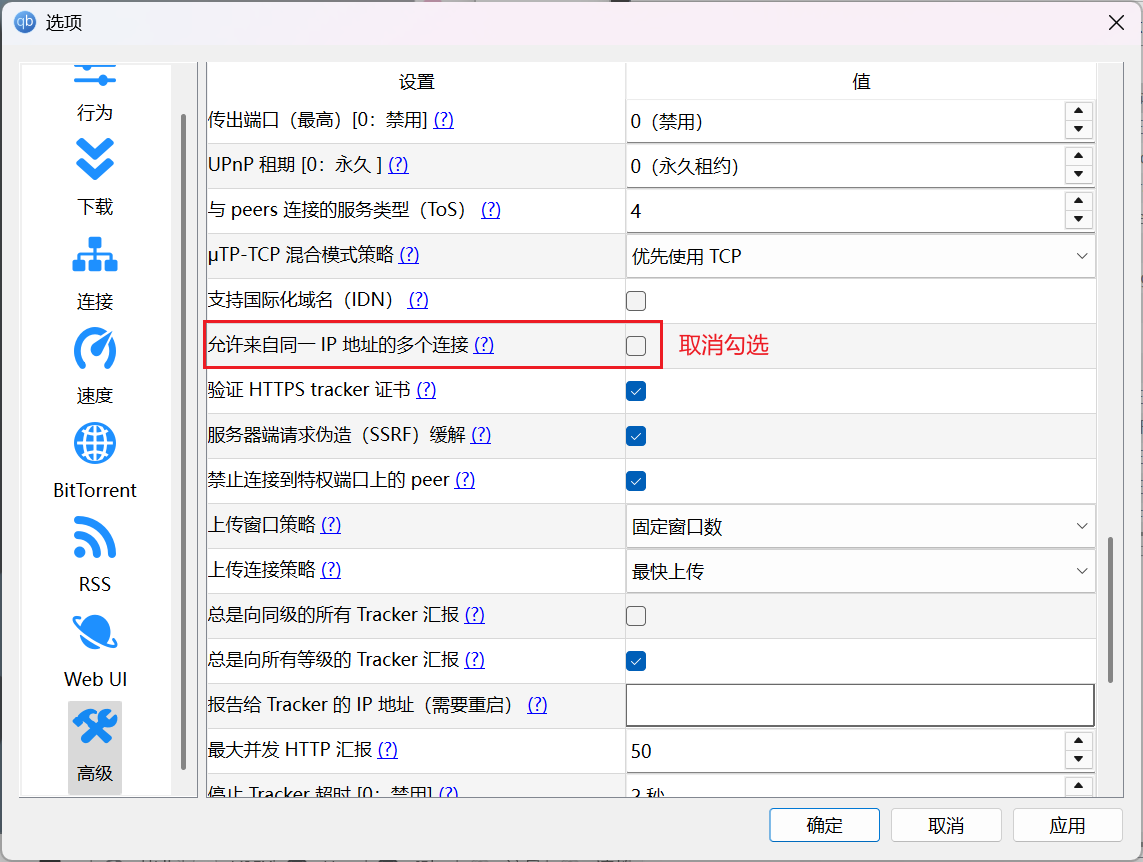 qb 选项
设置 值
行为
下载
连接
速度
BitTorrent
RSS
Web UI
高级
传出端口（最高）[0：禁用] (?) 0（禁用）
UPnP 租期 [0：永久 ] (?) 0（永久租约）
与 peers 连接的服务类型（ToS） (?) 4
µTP-TCP 混合模式策略 (?) 优先使用 TCP
支持国际化域名（IDN） (?)
允许来自同一 IP 地址的多个连接 (?) 取消勾选
验证 HTTPS tracker 证书 (?)
服务器端请求伪造（SSRF）缓解 (?)
禁止连接到特权端口上的 peer (?)
上传窗口策略 (?) 固定窗口数
上传连接策略 (?) 最快上传
总是向同级的所有 Tracker 汇报 (?)
总是向所有等级的 Tracker 汇报 (?)
报告给 Tracker 的 IP 地址（需要重启） (?)
最大并发 HTTP 汇报 (?) 50
停止 Tracker 超时 [0：禁用] (?) 2 秒
确定 取消 应用